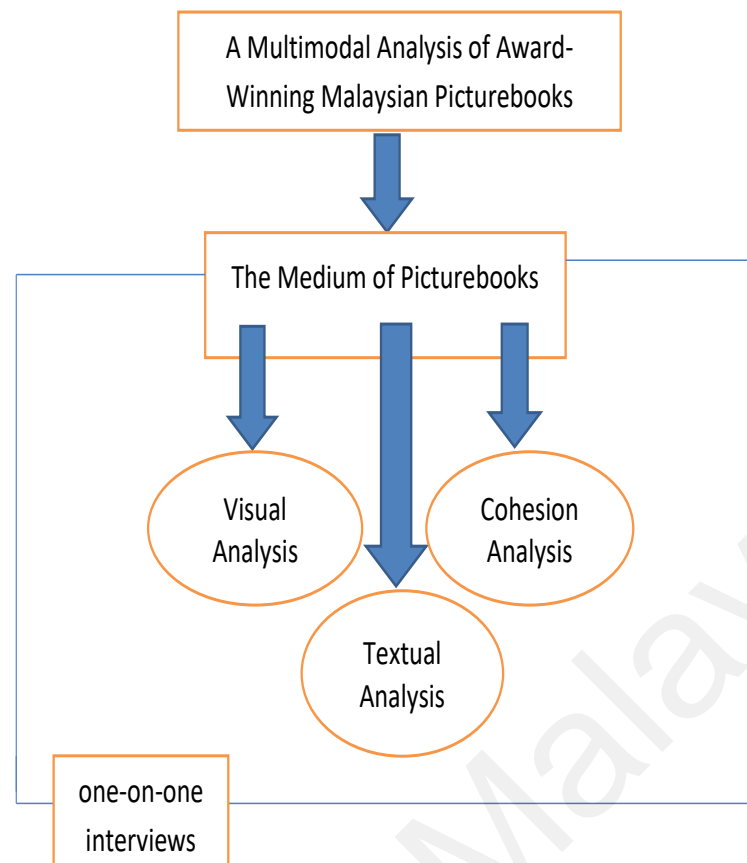 A Multimodal Analysis of Award-
Winning Malaysian Picturebooks
The Medium of Picturebooks
Visual
Analysis
Cohesion
Analysis
Textual
Analysis
one-on-one
interviews
Malay